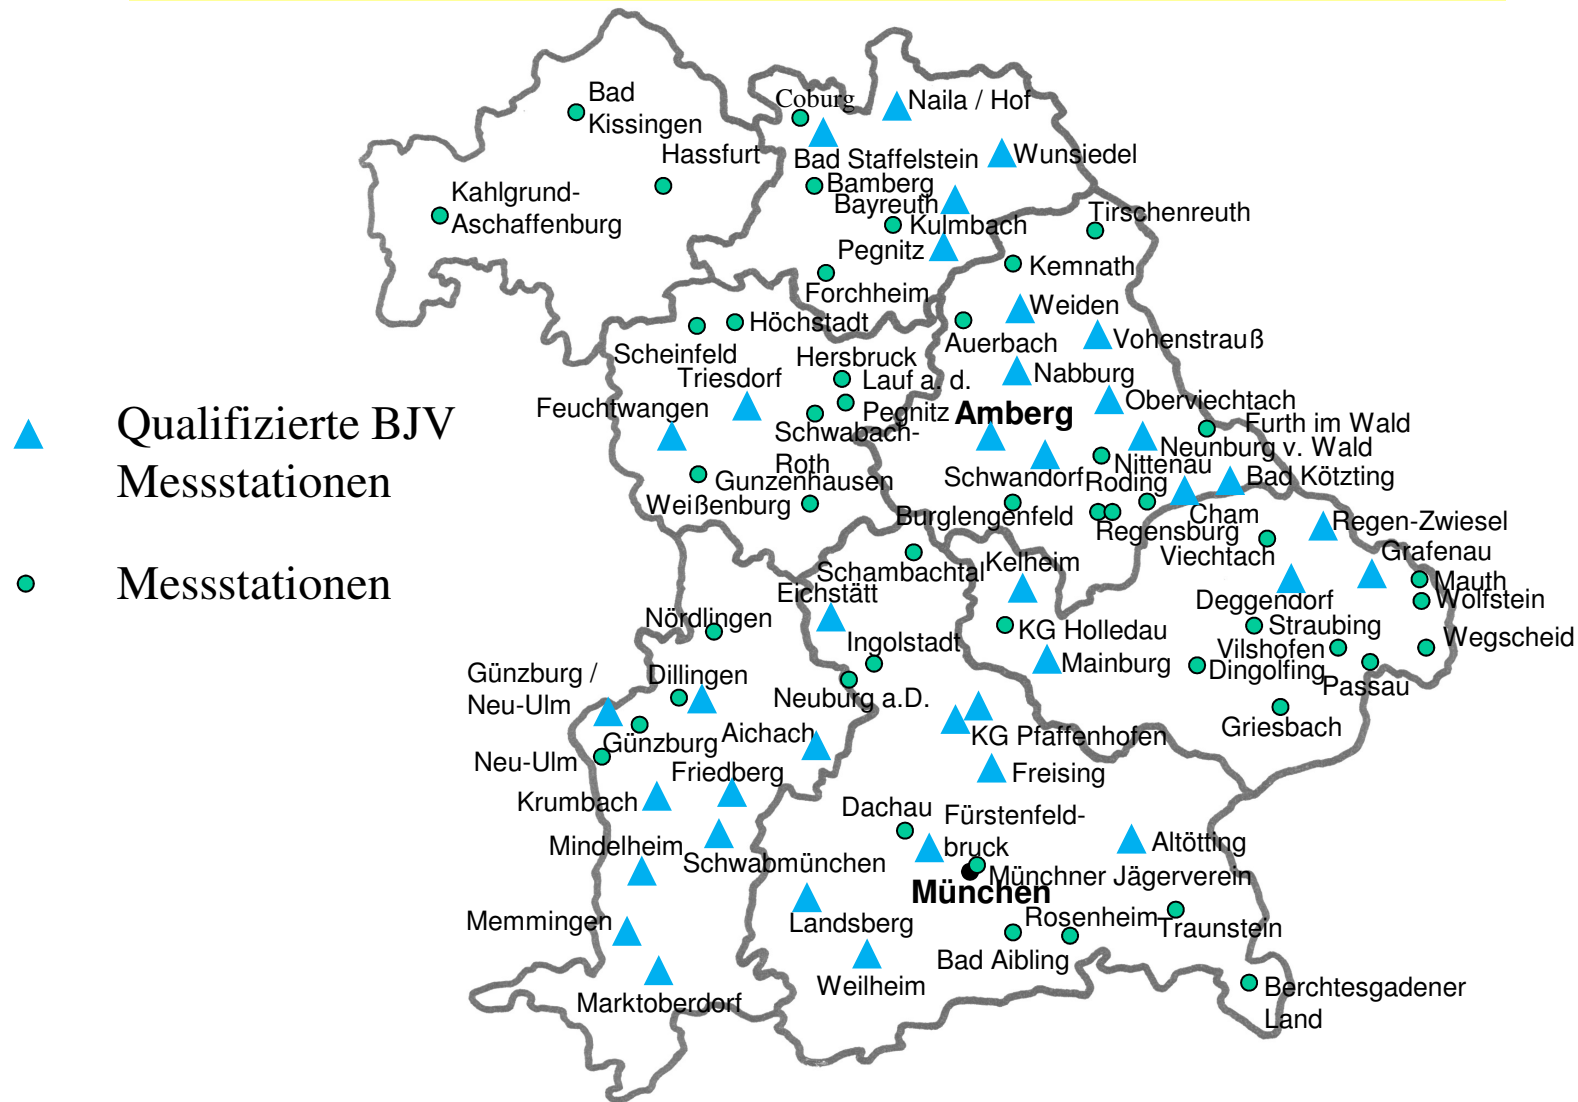 Bad
Kissingen
Coburg
Naila / Hof
Hassfurt
Bad Staffelstein
Wunsiedel
Kahlgrund-
Aschaffenburg
Bamberg
Bayreuth
Kulmbach
Tirschenreuth
Pegnitz
Kemnath
Forchheim
Weiden
Höchstadt
Vohenstrauß
Scheinfeld
Auerbach
Hersbruck
Triesdorf
Lauf a. d.
Pegnitz
Nabburg
Feuchtwangen
Amberg
Oberviechtach
Schwabach-
Roth
Furth im Wald
Neunburg v. Wald
Qualifizierte BJV
Messstationen
Nittenau
Schwandorf
Roding
Bad Kötzting
Gunzenhausen
Weißenburg
Burglengenfeld
Cham
Regensburg
Regen-Zwiesel
Viechtach
Grafenau
Messstationen
Schambachtal
Kelheim
Mauth
Eichstätt
Deggendorf
Wolfstein
Nördlingen
KG Holledau
Straubing
Ingolstadt
Vilshofen
Wegscheid
Mainburg
Dingolfing
Günzburg /
Neu-Ulm
Dillingen
Passau
Neuburg a.D.
Griesbach
Günzburg
Aichach
KG Pfaffenhofen
Neu-Ulm
Friedberg
Freising
Krumbach
Dachau
Fürstenfeld-
bruck
Mindelheim
Altötting
Schwabmünchen
Münchner Jägerverein
München
Memmingen
Landsberg
Rosenheim
Traunstein
Bad Aibling
Weilheim
Marktoberdorf
Berchtesgadener
Land